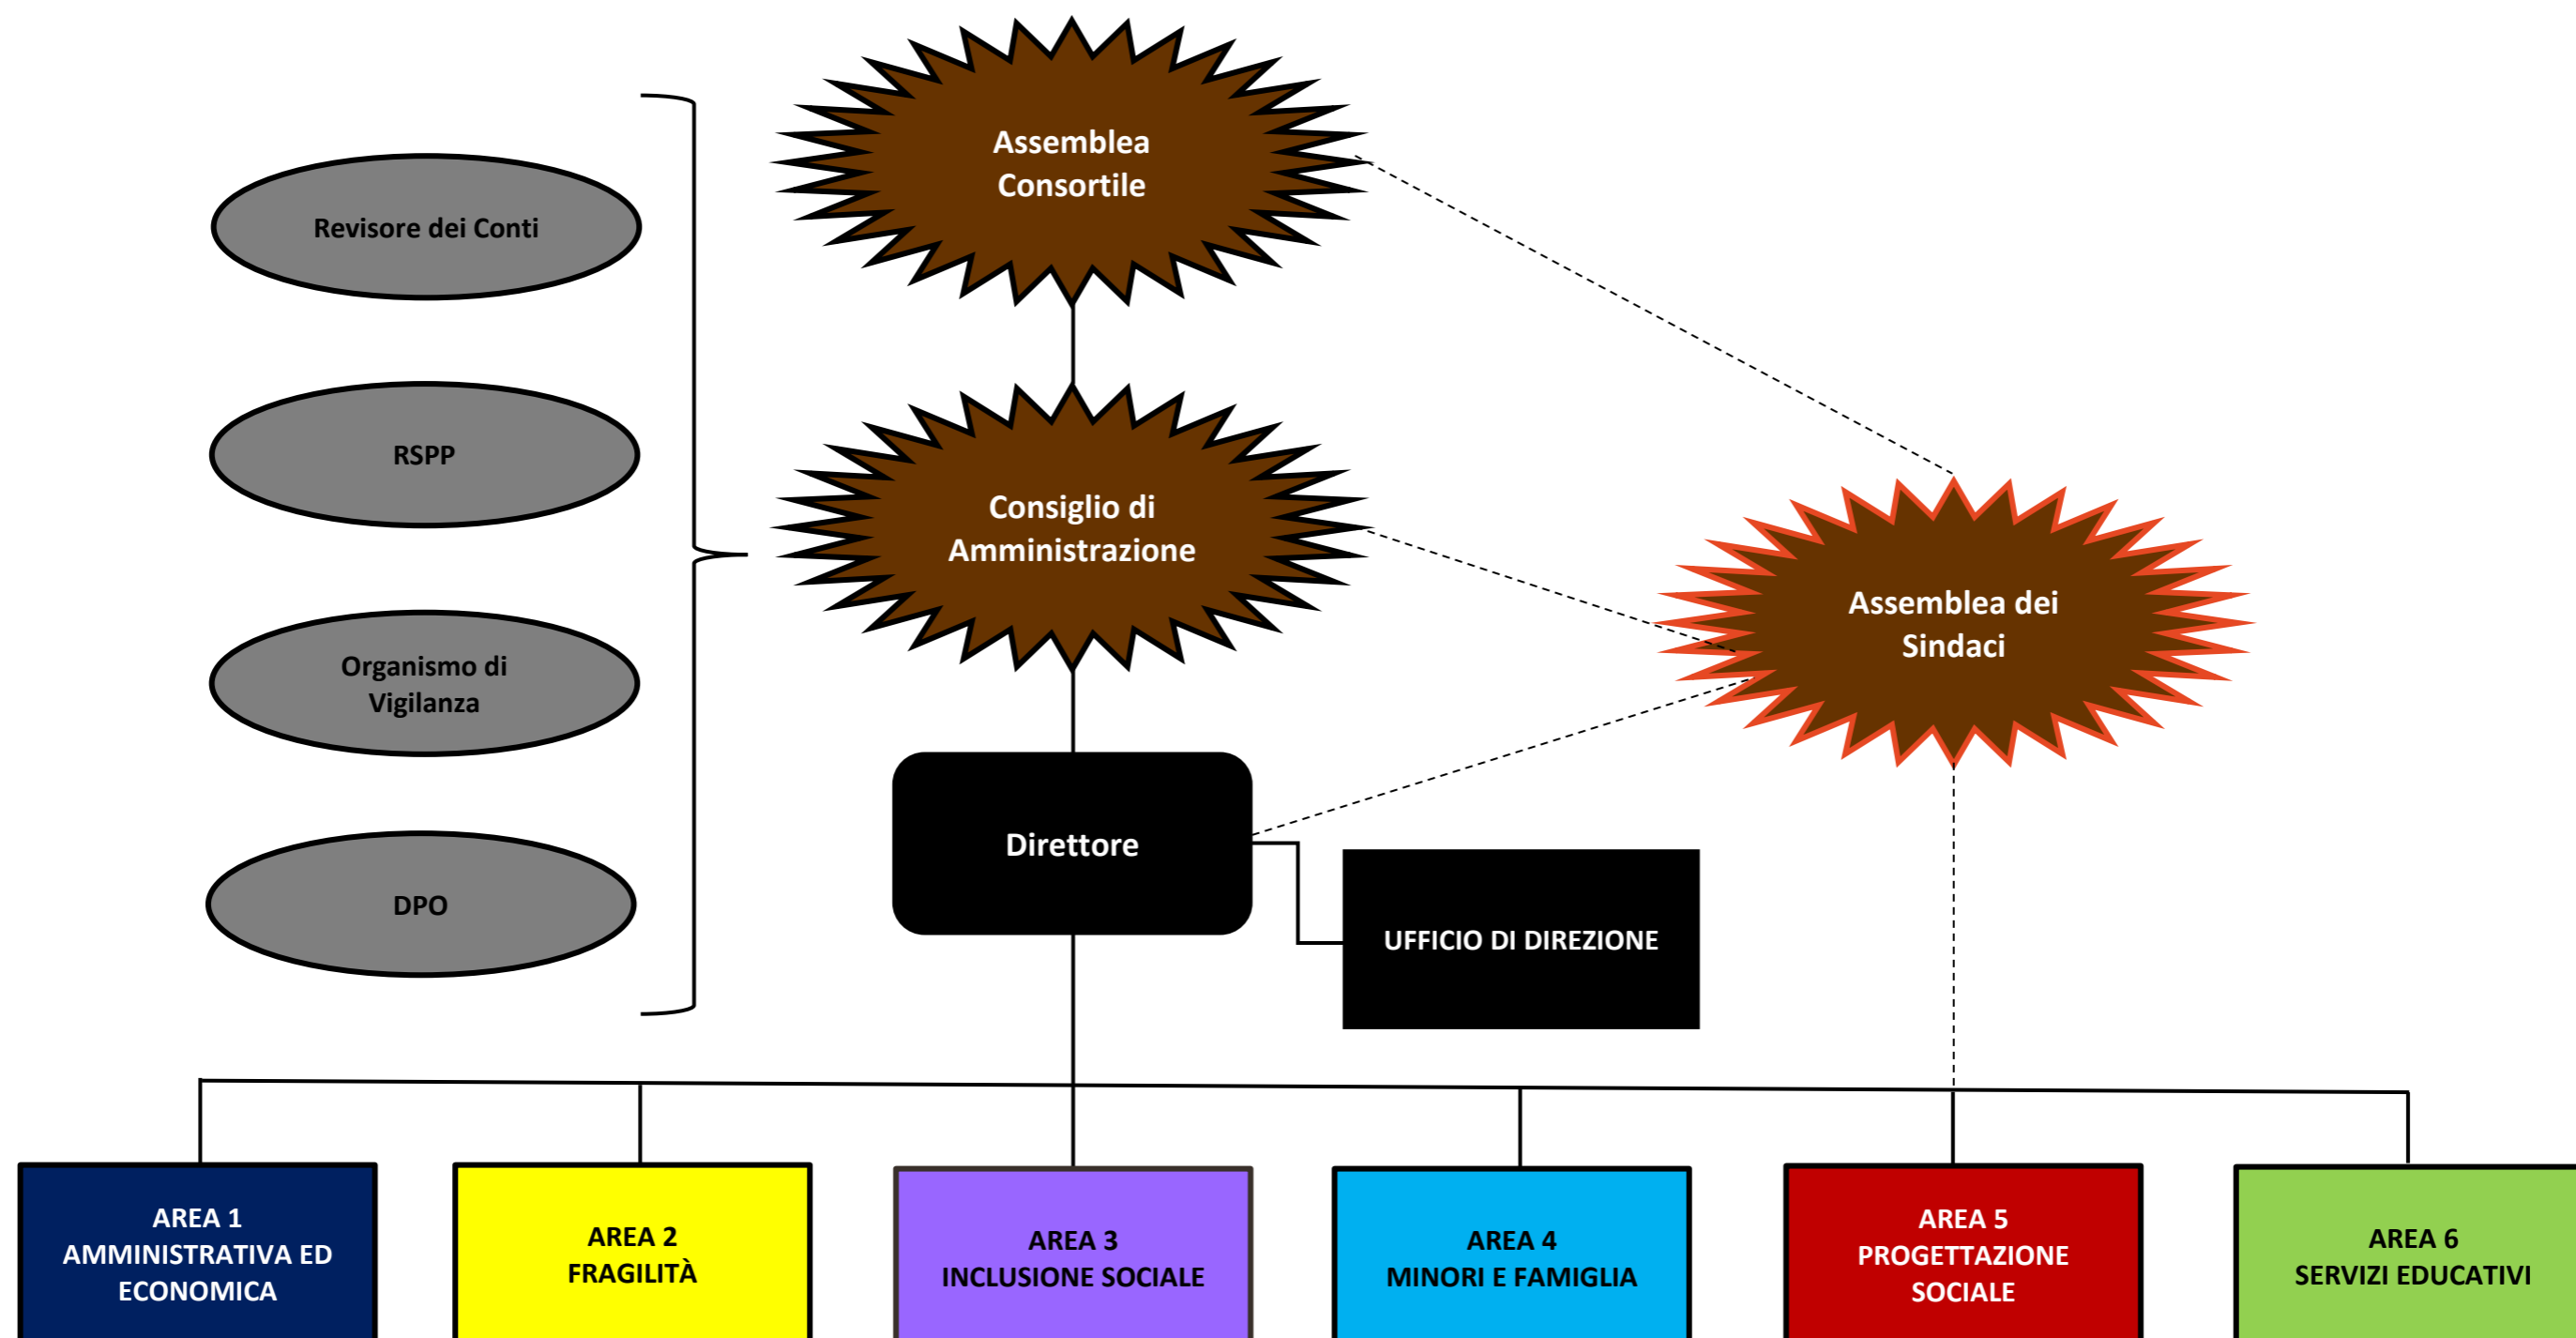 Assemblea
Consortile
Revisore dei Conti
RSPP
Consiglio di
Amministrazione
Assemblea dei
Sindaci
Organismo di
Vigilanza
Direttore
DPO
UFFICIO DI DIREZIONE
AREA 1
AMMINISTRATIVA ED
ECONOMICA
AREA 2
FRAGILITÀ
AREA 3
INCLUSIONE SOCIALE
AREA 4
MINORI E FAMIGLIA
AREA 5
PROGETTAZIONE
SOCIALE
AREA 6
SERVIZI EDUCATIVI